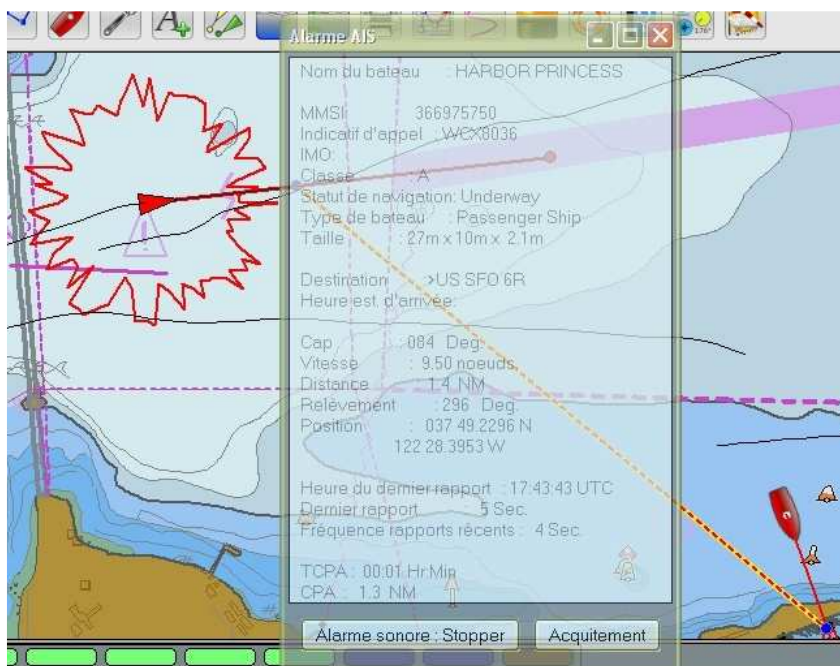 Alarme AIS
Nom du bateau : HARBOR PRINCESS
MMSI: 366975750
Indicatif d'appel : WCX8036
IMO:
Classe : A
Statut de navigation: Underway
Type de bateau : Passenger Ship
Taille : 27m x 10m x 2.1m
Destination :>US SFO 6R
Heure est. d'arrivée:
Cap : 084 Deg.
Vitesse : 9.50 noeuds.
Distance : 1.4 NM
Relèvement : 296 Deg.
Position : 037 49.2296 N
122 28.3953 W
Heure du dernier rapport : 17:43:43 UTC
Dernier rapport 5 Sec.
Fréquence rapports récents : 4 Sec.
TCPA : 00:01 Hr:Min
CPA : 1.3 NM
Alarme sonore : Stopper
Acquitement